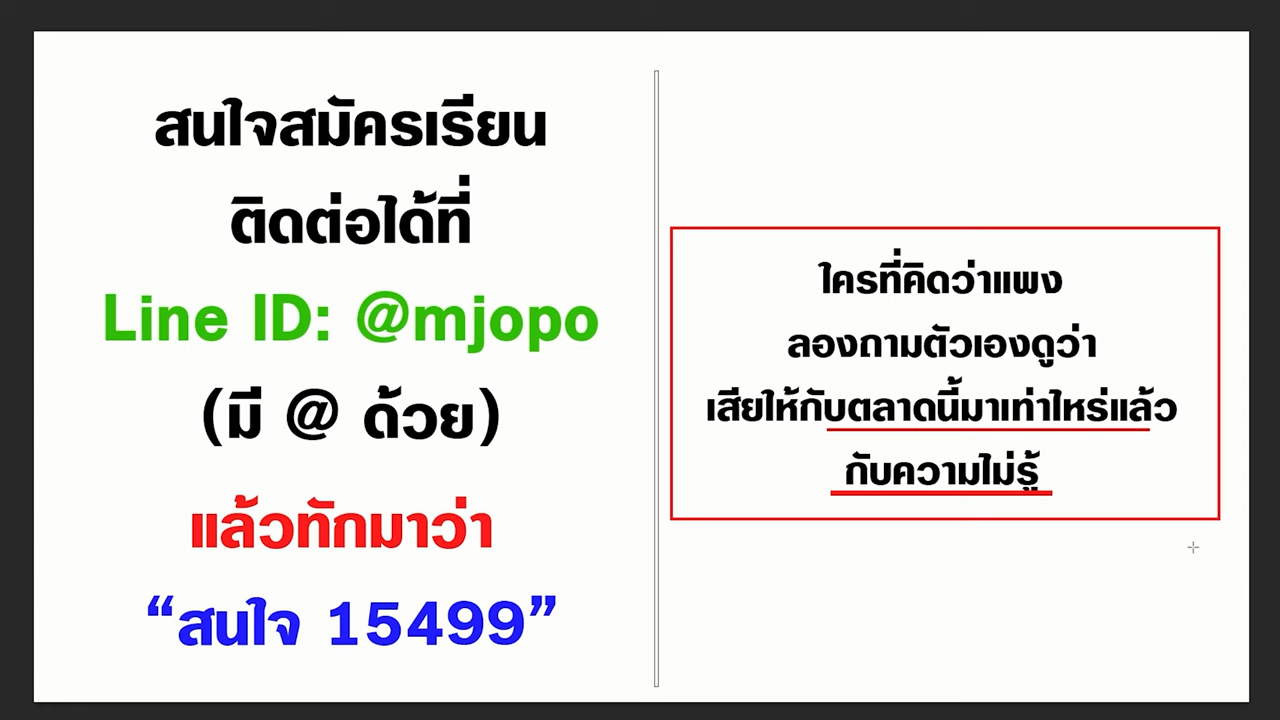 สนใจสมัครเรียน
ติดต่อได้ที่
Line ID: @mjopo
(มี @ ด้วย)
แล้วทักมาว่า
“สนใจ 15499”
ใครที่คิดว่าแพง
ลองถามตัวเองดูว่า
เสียให้กับตลาดนี้มาเท่าไหร่แล้ว
กับความไม่รู้